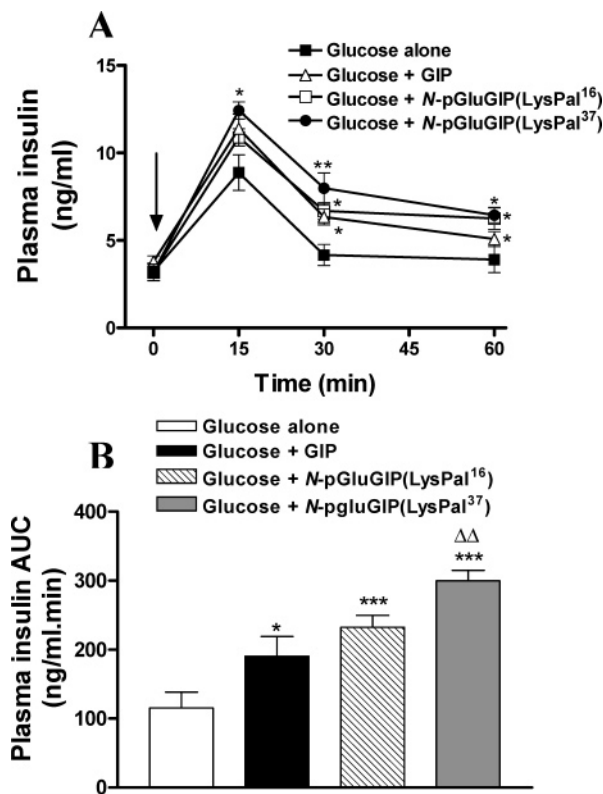 A
Glucose alone
Glucose + GIP
Glucose + N-pGluGIP(LysPal¹⁶)
Glucose + N-pGluGIP(LysPal³⁷)
Plasma insulin
(ng/ml)
15
10
5
0
*
**
*
*
*
*
*
0 15 30 45 60
Time (min)
B
Glucose alone
Glucose + GIP
Glucose + N-pGluGIP(LysPal¹⁶)
Glucose + N-pgluGIP(LysPal³⁷)
Plasma insulin AUC
(ng/ml.min)
400
300
200
100
0
*
***
ΔΔ
***